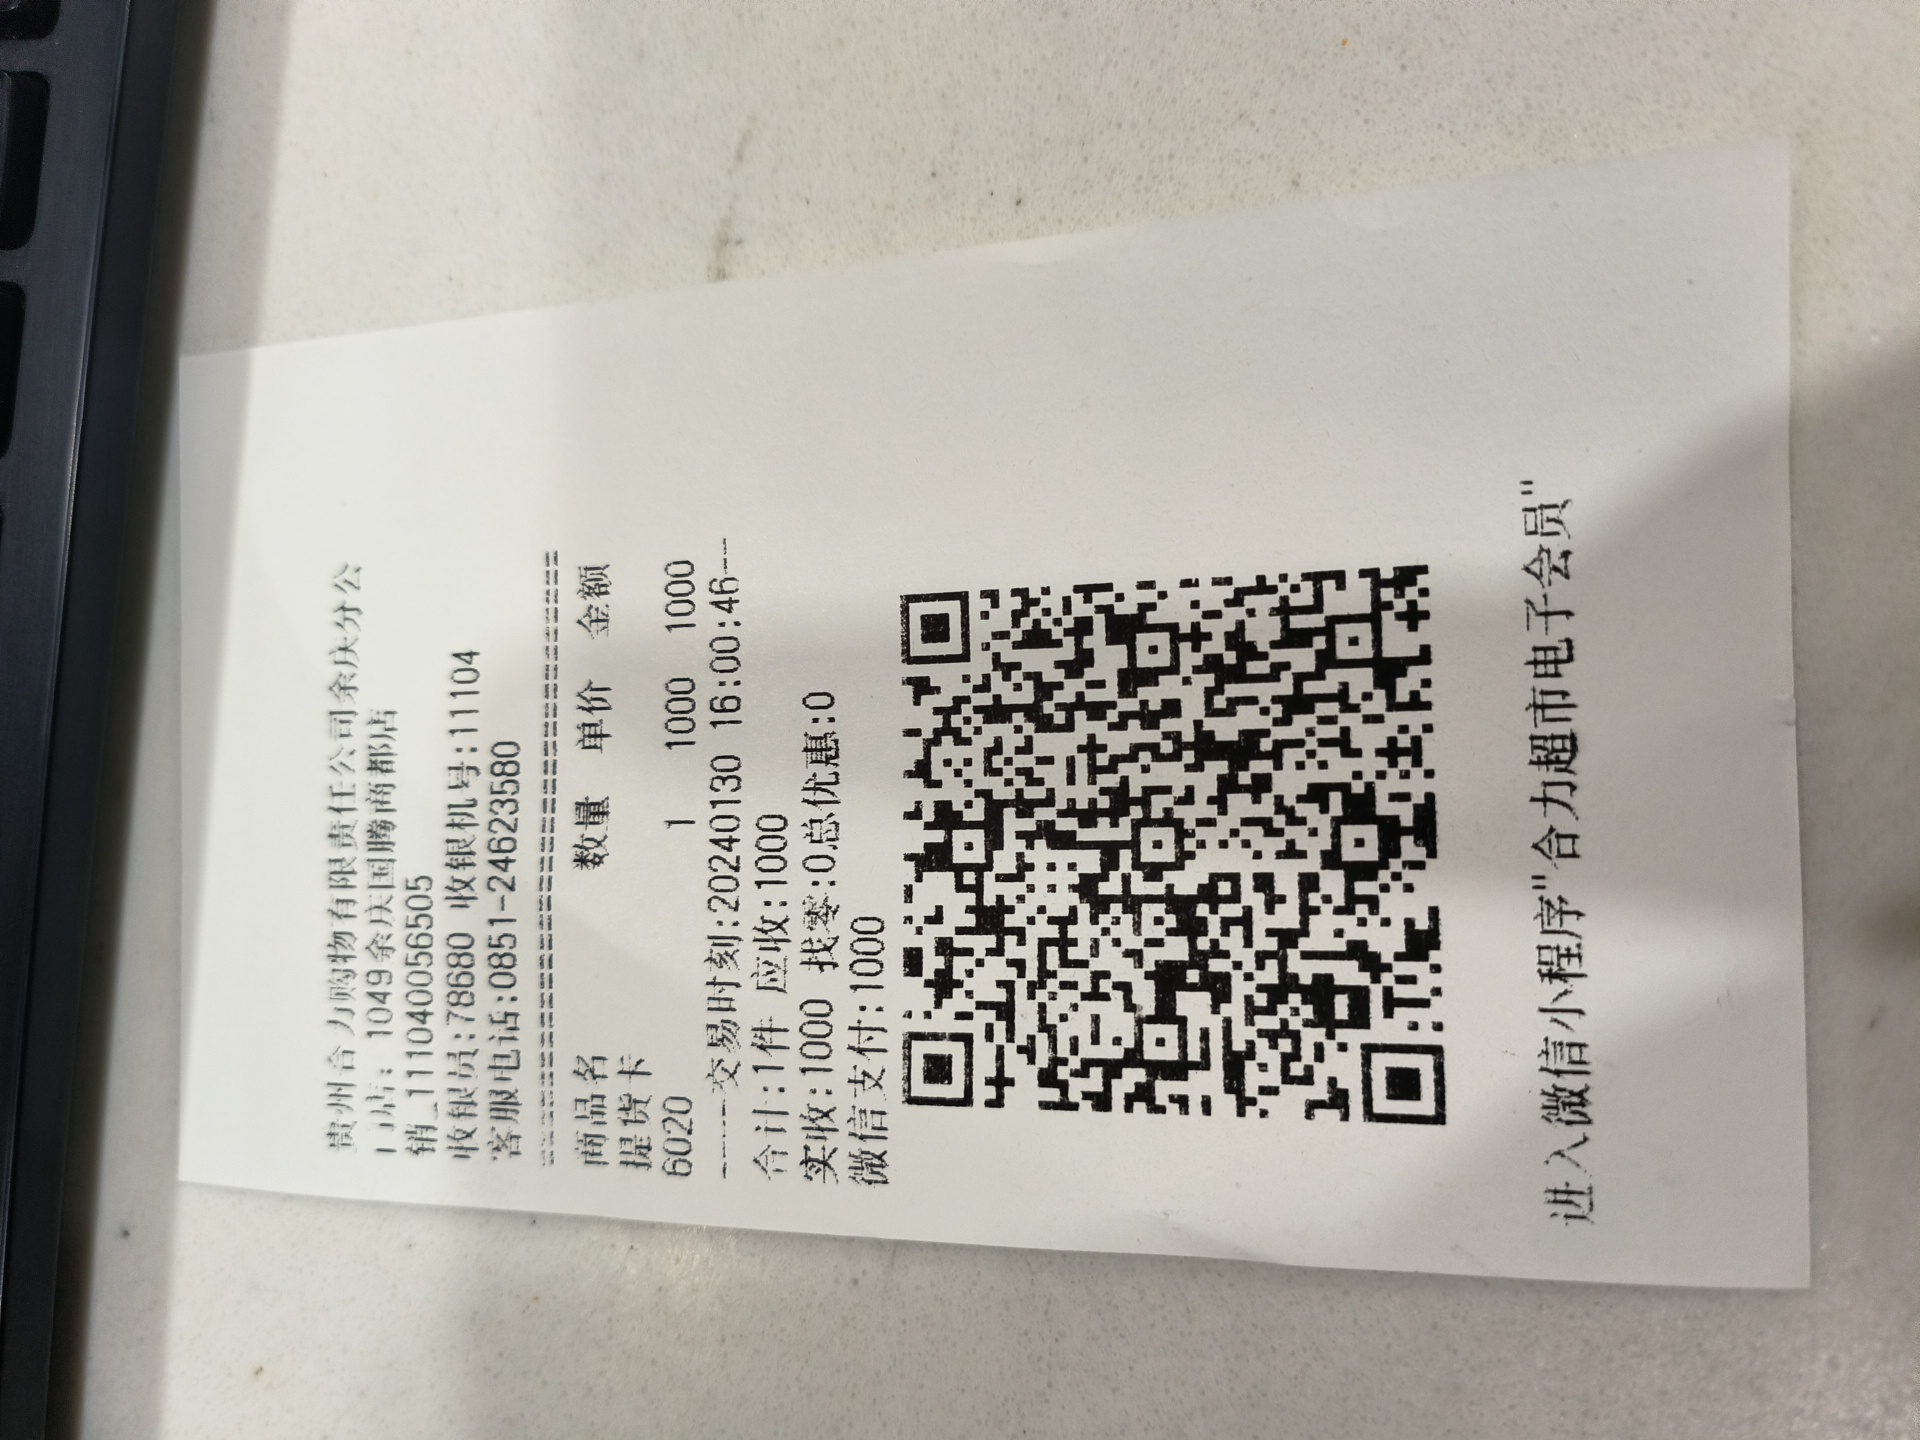 贵州合力购物有限责任公司余庆分公
门店: 1049余庆国腾商都店
销_1111040056505
收银员:78680 收银机号:111104
客服电话:0851-24623580
商品名 数量 单价 金额
提货卡
6020 1 1000 1000
----交易时刻:20240130 16:00:46---
合计:1件 应收:1000
实收:1000 找零:0总优惠:0
微信支付:1000
进入微信小程序"合力超市电子会员"